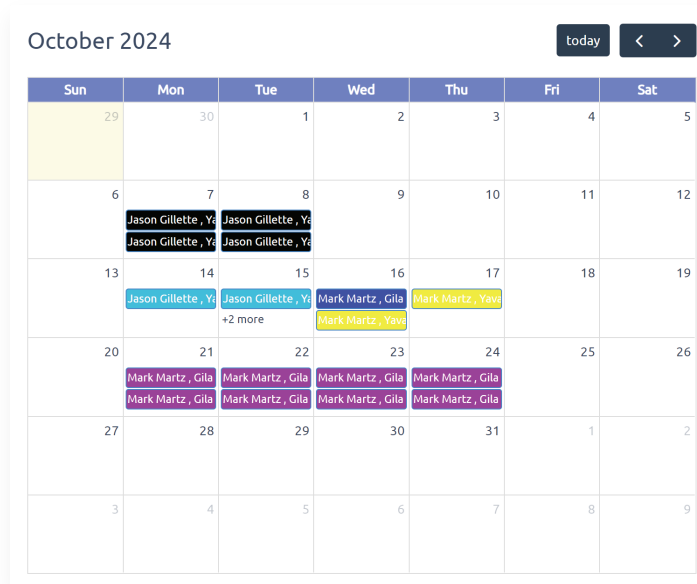 October 2024
today
Sun Mon Tue Wed Thu Fri Sat
29 30 1 2 3 4 5
6 7 8 9 10 11 12
Jason Gillette , Ya Jason Gillette , Ya
Jason Gillette , Ya Jason Gillette , Ya
13 14 15 16 17 18 19
Jason Gillette , Ya Jason Gillette , Ya Mark Martz , Gila Mark Martz , Yava
+2 more Mark Martz , Yava
20 21 22 23 24 25 26
Mark Martz , Gila Mark Martz , Gila Mark Martz , Gila Mark Martz , Gila
Mark Martz , Gila Mark Martz , Gila Mark Martz , Gila Mark Martz , Gila
27 28 29 30 31 1 2
3 4 5 6 7 8 9